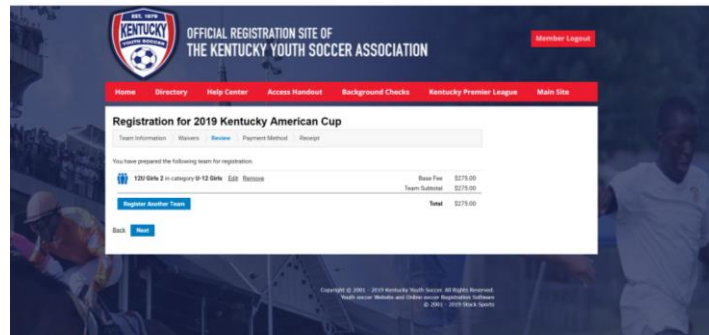 EST. 1879
KENTUCKY
YOUTH SOCCER
OFFICIAL REGISTRATION SITE OF
THE KENTUCKY YOUTH SOCCER ASSOCIATION
Member Logout
Home Directory Help Center Access Handout Background Checks Kentucky Premier League Main Site
Registration for 2019 Kentucky American Cup
Team Information Waivers Review Payment Method Receipt
You have prepared the following team for registration.
12U Girls 2 in category U-12 Girls Edit Remove Base Fee $275.00
Team Subtotal $275.00
Register Another Team Total $275.00
Back Next
Copyright © 2001 - 2019 Kentucky Youth Soccer. All Rights Reserved.
Youth soccer Website and Online soccer Registration Software
© 2001 - 2019 Stack Sports